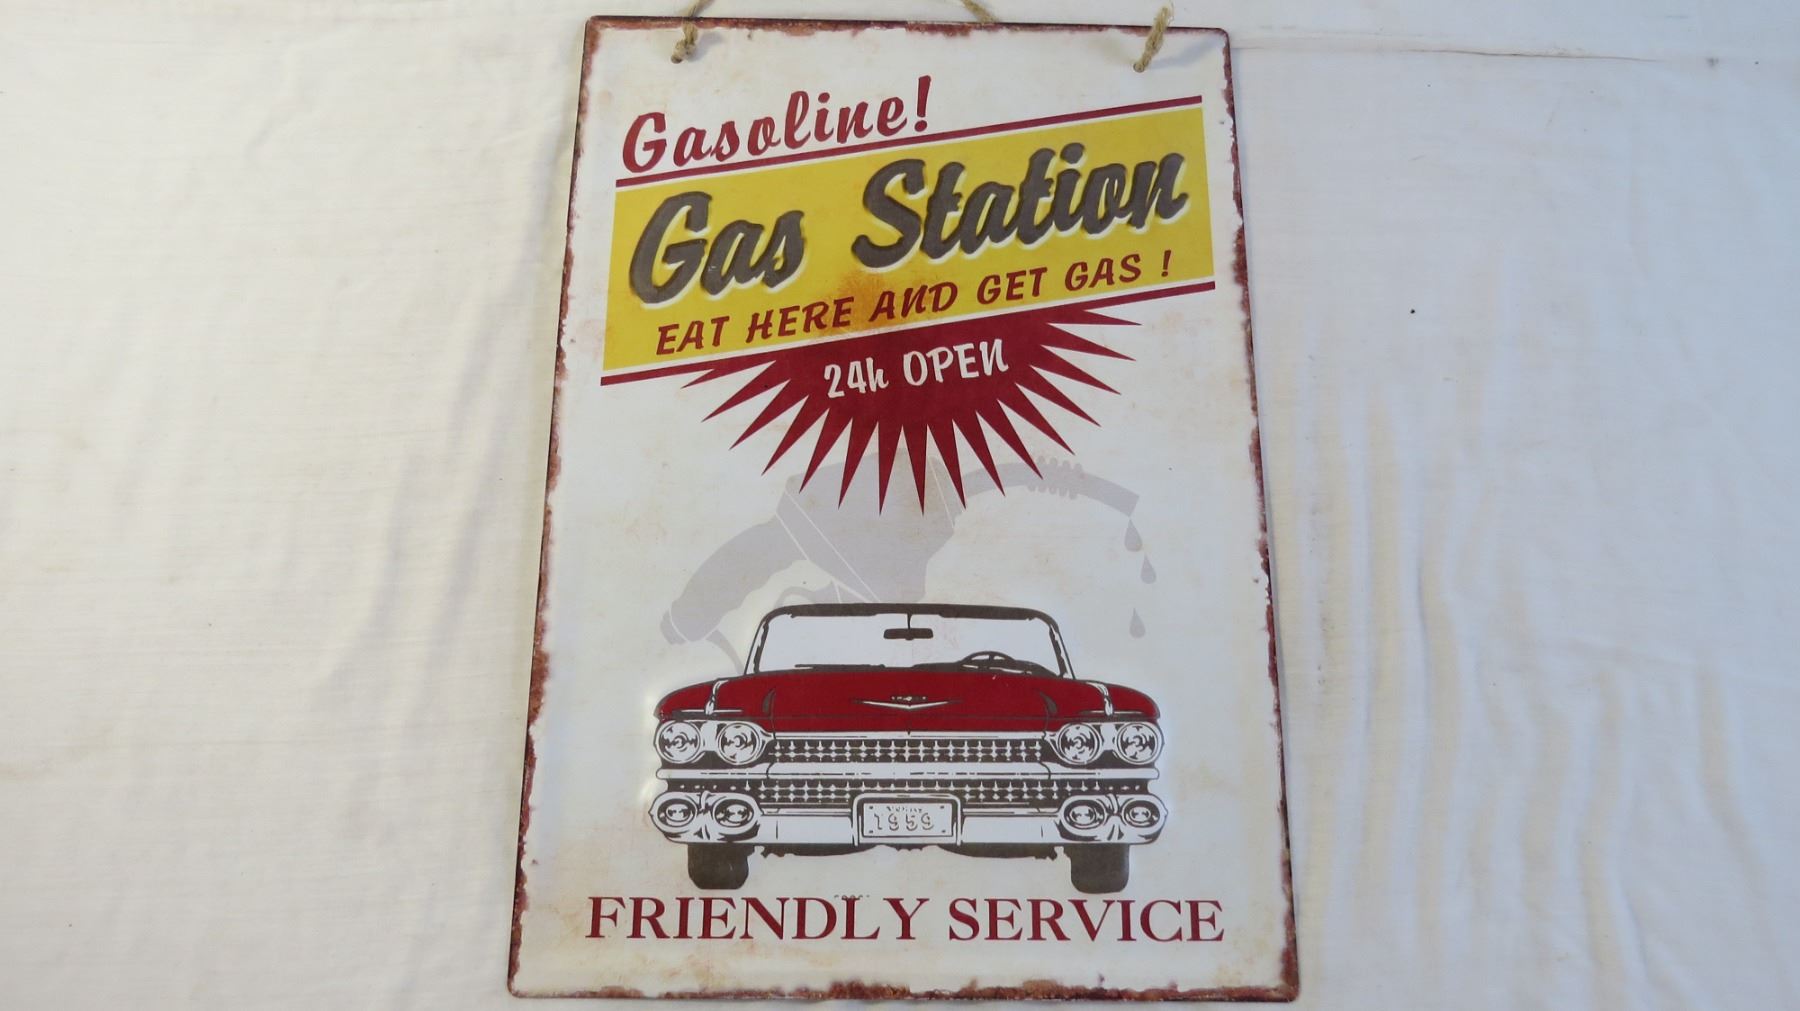 Gasoline!
Gas Station
EAT HERE AND GET GAS !
24h OPEN
1959
FRIENDLY SERVICE